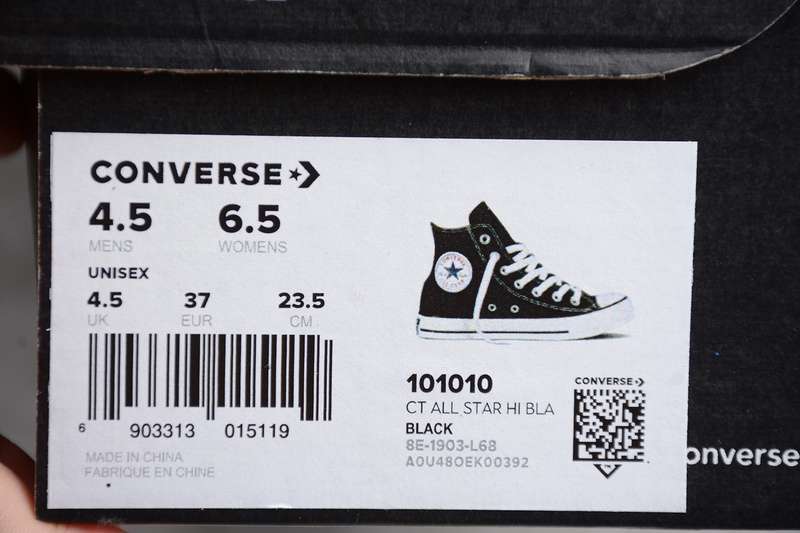 CONVERSE
4.5 6.5
MENS WOMENS
UNISEX
4.5 37 23.5
UK EUR CM
6 903313 015119
MADE IN CHINA
FABRIQUE EN CHINE
101010
CT ALL STAR HI BLA
BLACK
8E-1903-L68
A0U48OEK00392
CONVERSE
onverse